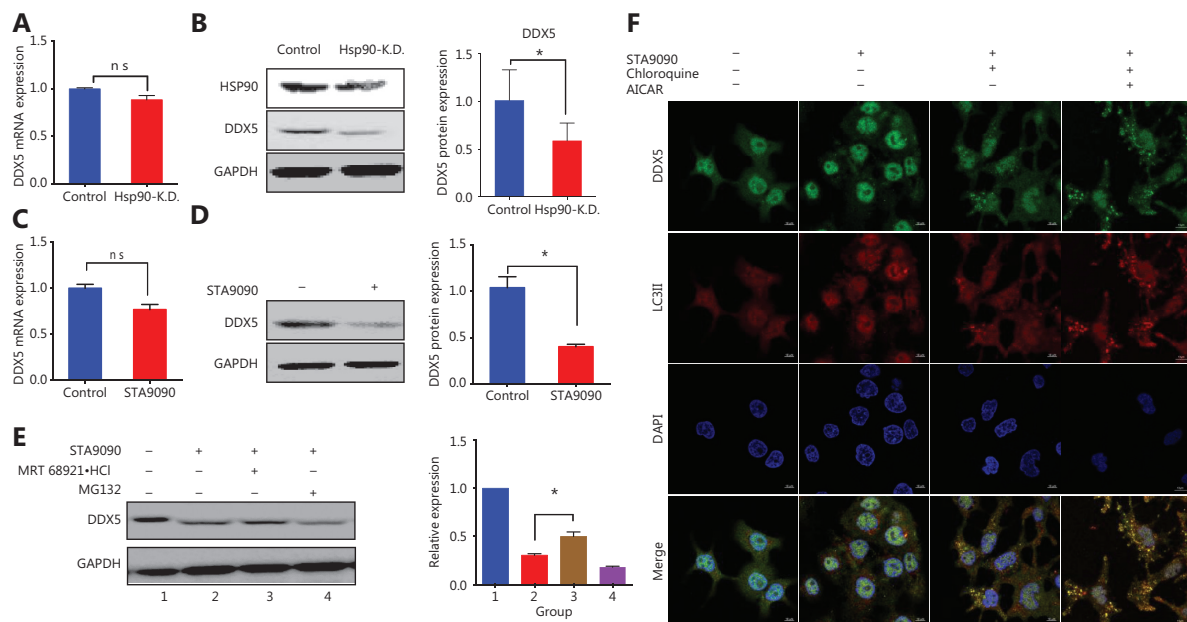 A
DDX5 mRNA expression
1.5
1.0
0.5
1.0
n s
Control Hsp90-K.D.
B
Control Hsp90-K.D.
HSP90
DDX5
GAPDH
DDX5
DDX5 protein expression
1.5
1.0
0.5
0.0
*
Control Hsp90-K.D.
C
DDX5 mRNA expression
1.5
1.0
0.5
1.0
n s
Control STA9090
D
STA9090 – +
DDX5
GAPDH
DDX5 protein expression
1.5
1.0
0.5
0.0
*
Control STA9090
E
STA9090 – + + +
MRT 68921•HCl – – + –
MG132 – – – +
DDX5
GAPDH
1 2 3 4
Relative expression
1.5
1.0
0.5
0.0
*
1 2 3 4
Group
F
STA9090 – + + +
Chloroquine – – + +
AICAR – – – +
DDX5
LC3II
DAPI
Merge